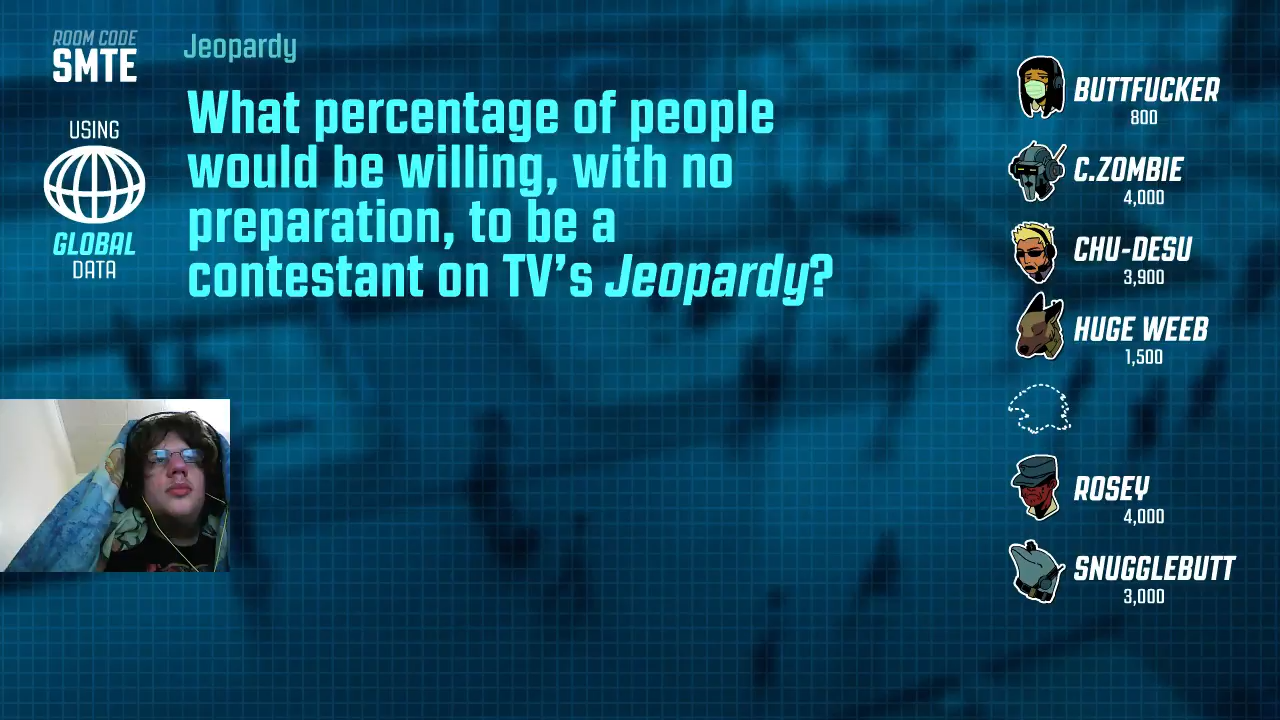 ROOM CODE
SMTE
Jeopardy
USING
GLOBAL
DATA
What percentage of people
would be willing, with no
preparation, to be a
contestant on TV's Jeopardy?
BUTTFUCKER
800
C.ZOMBIE
4,000
CHU-DESU
3,900
HUGE WEEB
1,500
ROSEY
4,000
SNUGGLEBUTT
3,000